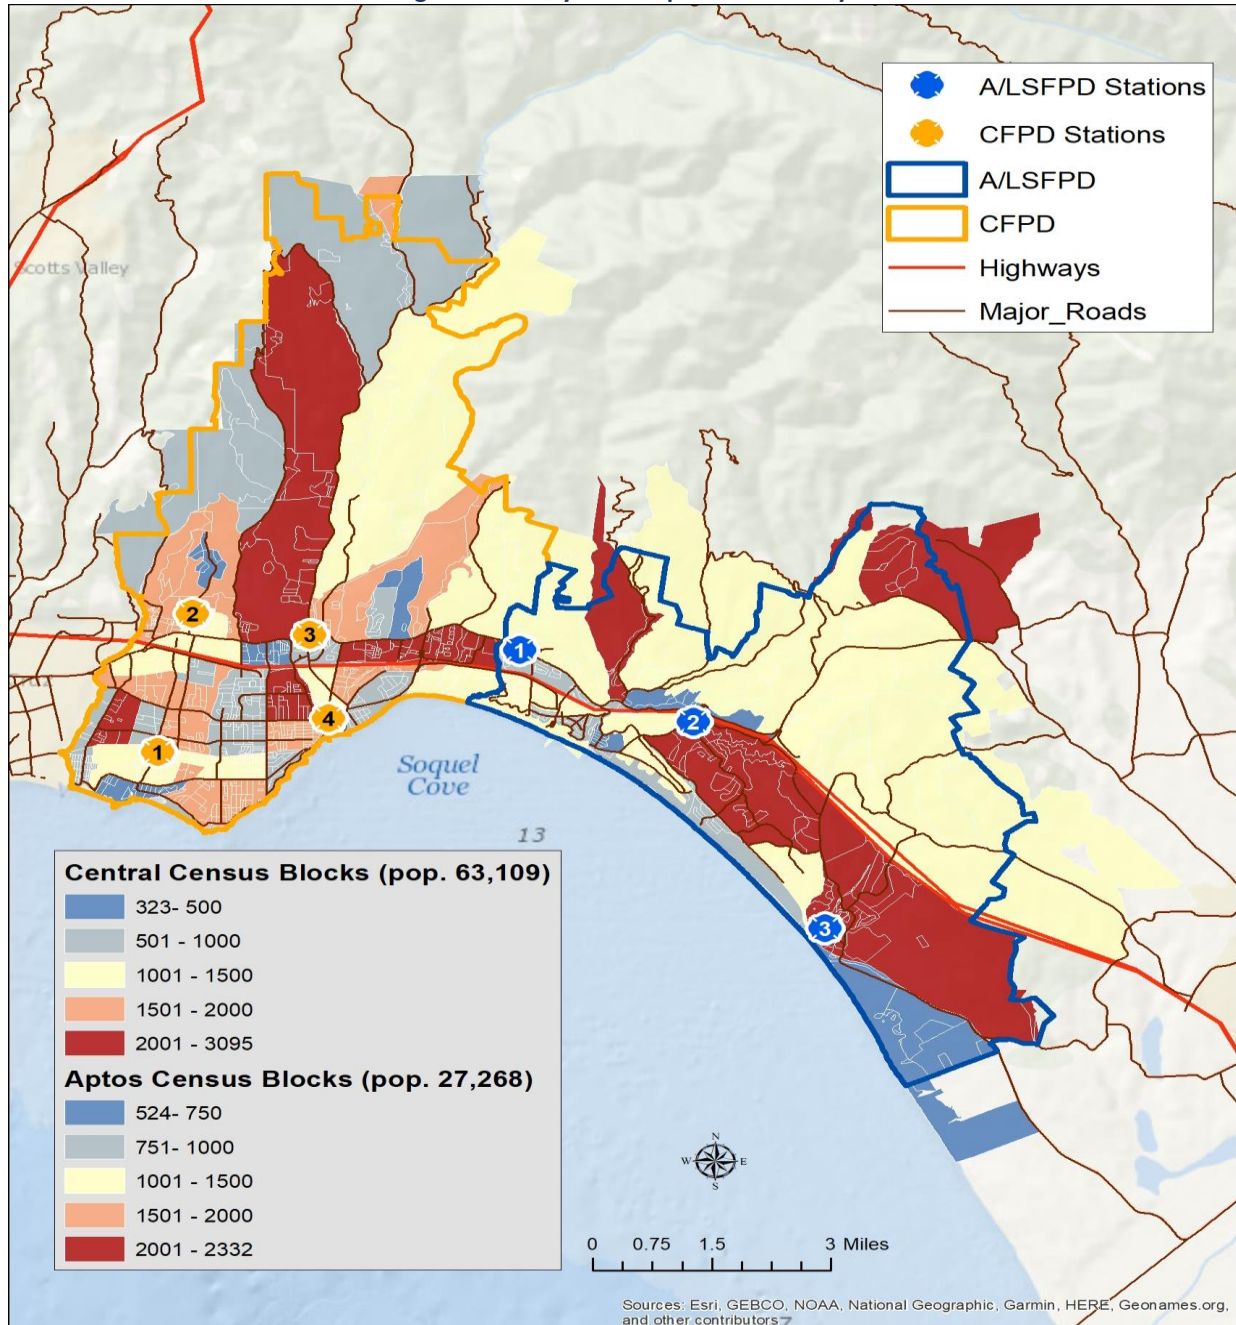 A/LSFPD Stations
CFPD Stations
A/LSFPD
CFPD
Highways
Major_Roads
Scotts Valley
2
3
1
4
1
2
3
Soquel
Cove
13
Central Census Blocks (pop. 63,109)
323- 500
501 - 1000
1001 - 1500
1501 - 2000
2001 - 3095
Aptos Census Blocks (pop. 27,268)
524- 750
751- 1000
1001 - 1500
1501 - 2000
2001 - 2332
N
W E
S
0 0.75 1.5 3 Miles
Sources: Esri, GEBCO, NOAA, National Geographic, Garmin, HERE, Geonames.org,
and other contributors